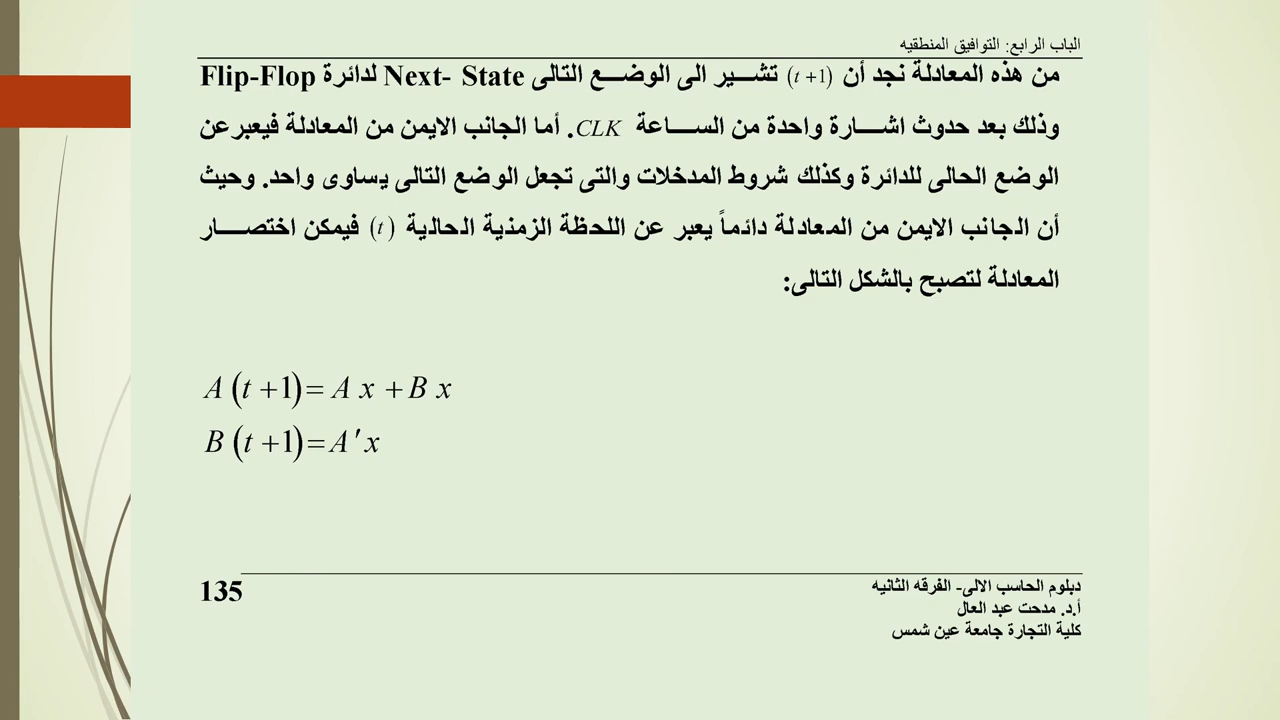 الباب الرابع: التوافيق المنطقيه
من هذه المعادلة نجد أن (t+1) تشـــير الى الوضـــع التالى Next- State لدائرة Flip-Flop
وذلك بعد حدوث اشـــارة واحدة من الســـاعة CLK. أما الجانب الايمن من المعادلة فيعبرعن
الوضع الحالى للدائرة وكذلك شروط المدخلات والتى تجعل الوضع التالى يساوى واحد. وحيث
أن الجانب الايمن من المعادلة دائماً يعبر عن اللحظة الزمنية الحالية (t) فيمكن اختصـــار
المعادلة لتصبح بالشكل التالى:
A (t +1)= A x + B x
B (t +1)= A′ x
135
دبلوم الحاسب الالى- الفرقه الثانيه
أ.د. مدحت عبد العال
كلية التجارة جامعة عين شمس